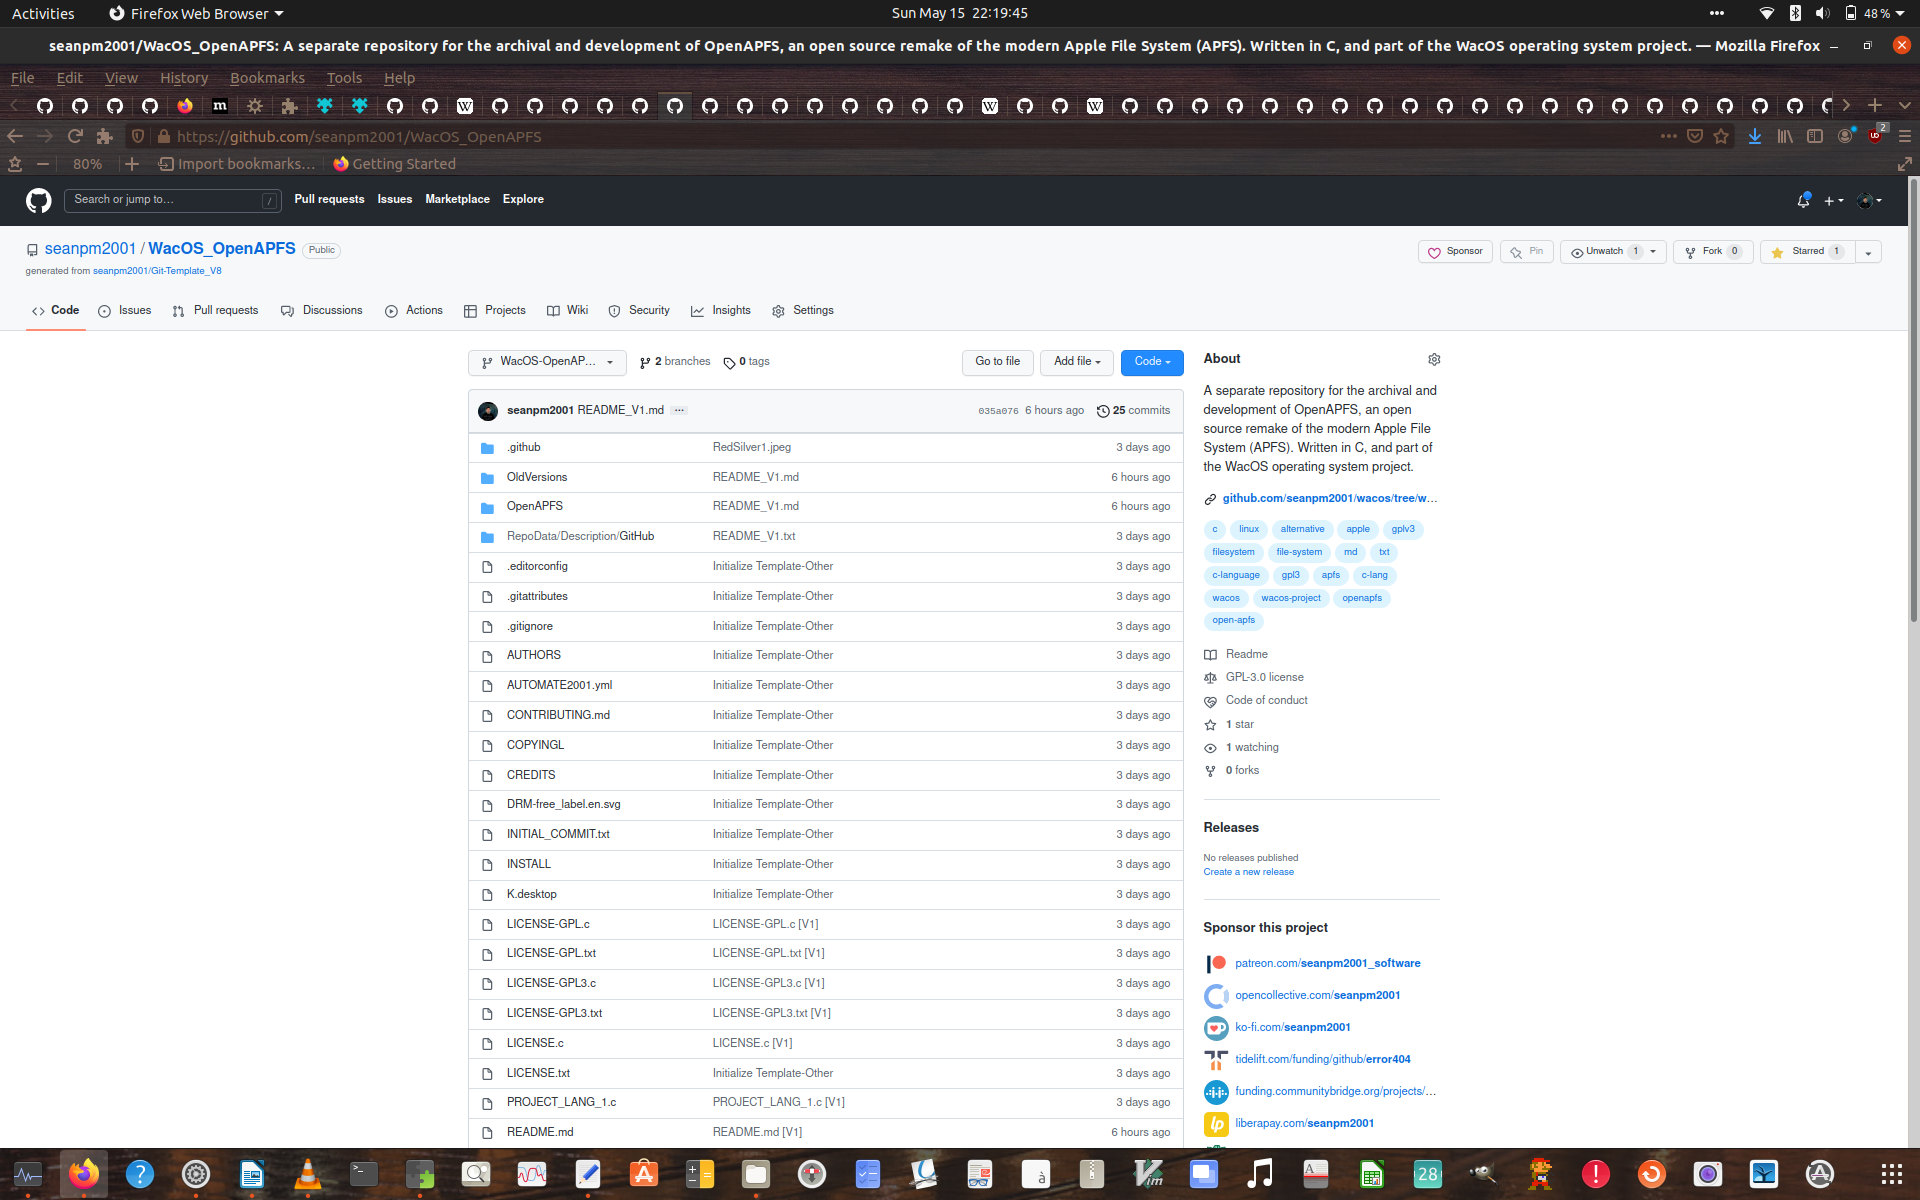 Activities
Firefox Web Browser
Sun May 15 22:19:45
48 %
seanpm2001/WacOS_OpenAPFS: A separate repository for the archival and development of OpenAPFS, an open source remake of the modern Apple File System (APFS). Written in C, and part of the WacOS operating system project. — Mozilla Firefox
File Edit View History Bookmarks Tools Help
https://github.com/seanpm2001/WacOS_OpenAPFS
2
80%
Import bookmarks...
Getting Started
Search or jump to...
/
Pull requests
Issues
Marketplace
Explore
seanpm2001 / WacOS_OpenAPFS
Public
generated from seanpm2001/Git-Template_V8
Sponsor
Pin
Unwatch 1
Fork 0
Starred 1
Code
Issues
Pull requests
Discussions
Actions
Projects
Wiki
Security
Insights
Settings
WacOS-OpenAP...
2 branches
0 tags
Go to file
Add file
Code
seanpm2001 README_V1.md ...
035a076 6 hours ago
25 commits
.github RedSilver1.jpeg 3 days ago
OldVersions README_V1.md 6 hours ago
OpenAPFS README_V1.md 6 hours ago
RepoData/Description/GitHub README_V1.txt 3 days ago
.editorconfig Initialize Template-Other 3 days ago
.gitattributes Initialize Template-Other 3 days ago
.gitignore Initialize Template-Other 3 days ago
AUTHORS Initialize Template-Other 3 days ago
AUTOMATE2001.yml Initialize Template-Other 3 days ago
CONTRIBUTING.md Initialize Template-Other 3 days ago
COPYINGL Initialize Template-Other 3 days ago
CREDITS Initialize Template-Other 3 days ago
DRM-free_label.en.svg Initialize Template-Other 3 days ago
INITIAL_COMMIT.txt Initialize Template-Other 3 days ago
INSTALL Initialize Template-Other 3 days ago
K.desktop Initialize Template-Other 3 days ago
LICENSE-GPL.c LICENSE-GPL.c [V1] 3 days ago
LICENSE-GPL.txt LICENSE-GPL.txt [V1] 3 days ago
LICENSE-GPL3.c LICENSE-GPL3.c [V1] 3 days ago
LICENSE-GPL3.txt LICENSE-GPL3.txt [V1] 3 days ago
LICENSE.c LICENSE.c [V1] 3 days ago
LICENSE.txt Initialize Template-Other 3 days ago
PROJECT_LANG_1.c PROJECT_LANG_1.c [V1] 3 days ago
README.md README.md [V1] 6 hours ago
About
A separate repository for the archival and
development of OpenAPFS, an open
source remake of the modern Apple File
System (APFS). Written in C, and part of
the WacOS operating system project.
github.com/seanpm2001/wacos/tree/w...
c linux alternative apple gplv3
filesystem file-system md txt
c-language gpl3 apfs c-lang
wacos wacos-project openapfs
open-apfs
Readme
GPL-3.0 license
Code of conduct
1 star
1 watching
0 forks
Releases
No releases published
Create a new release
Sponsor this project
patreon.com/seanpm2001_software
opencollective.com/seanpm2001
ko-fi.com/seanpm2001
tidelift.com/funding/github/error404
funding.communitybridge.org/projects/...
liberapay.com/seanpm2001
28